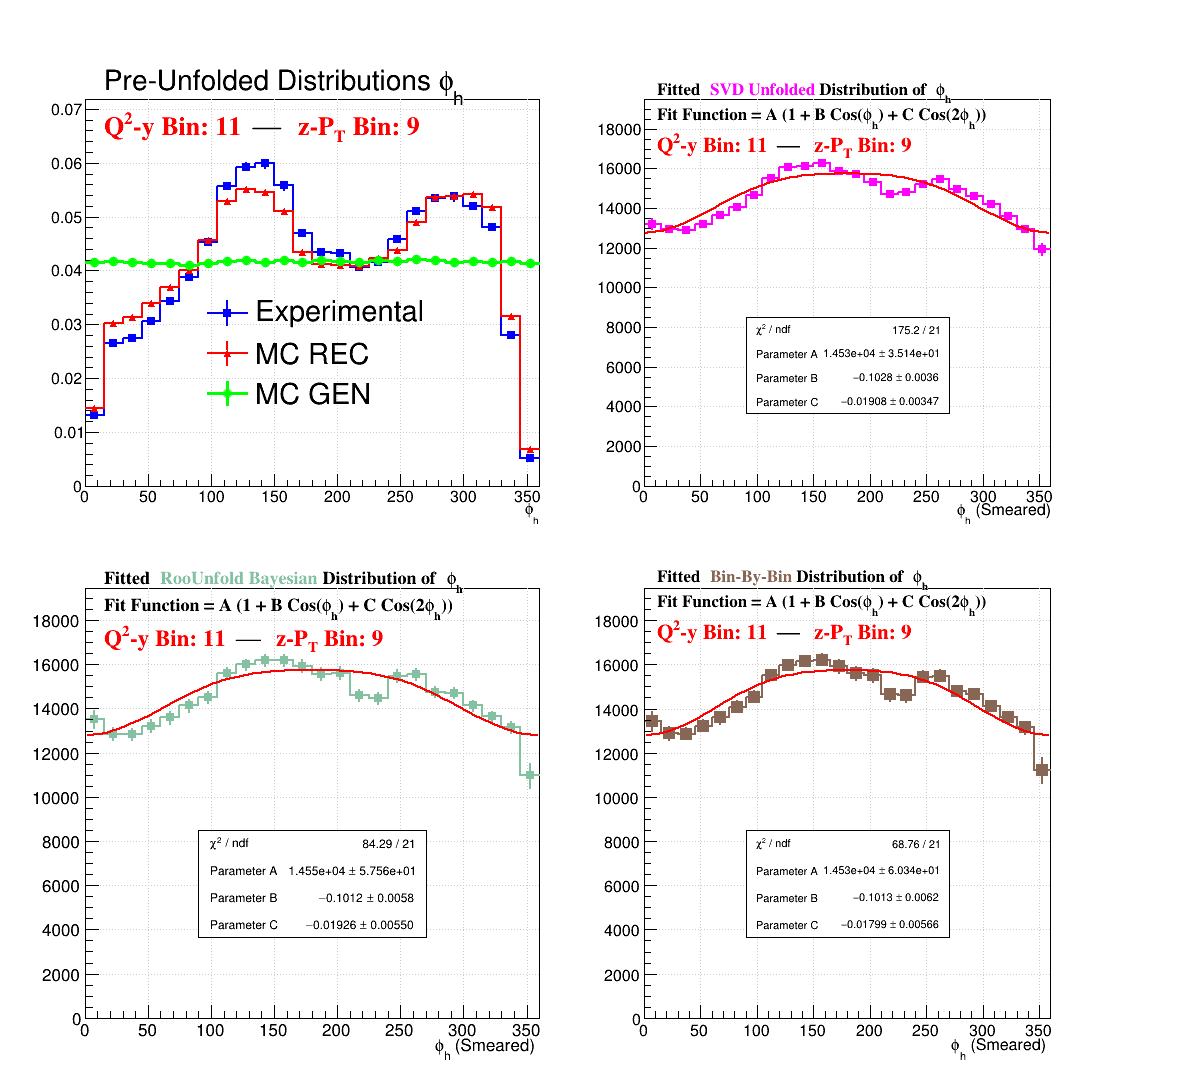 Pre-Unfolded Distributions ϕh
Q2-y Bin: 11 — z-PT Bin: 9
0.07
0.06
0.05
0.04
0.03
0.02
0.01
0
Experimental
MC REC
MC GEN
0 50 100 150 200 250 300 350
ϕh
Fitted SVD Unfolded Distribution of ϕh
Fit Function = A (1 + B Cos(ϕh) + C Cos(2ϕh))
Q2-y Bin: 11 — z-PT Bin: 9
18000
16000
14000
12000
10000
8000
6000
4000
2000
0
χ2 / ndf 175.2 / 21
Parameter A 1.453e+04 ± 3.514e+01
Parameter B −0.1028 ± 0.0036
Parameter C −0.01908 ± 0.00347
0 50 100 150 200 250 300 350
ϕh (Smeared)
Fitted RooUnfold Bayesian Distribution of ϕh
Fit Function = A (1 + B Cos(ϕh) + C Cos(2ϕh))
Q2-y Bin: 11 — z-PT Bin: 9
18000
16000
14000
12000
10000
8000
6000
4000
2000
0
χ2 / ndf 84.29 / 21
Parameter A 1.455e+04 ± 5.756e+01
Parameter B −0.1012 ± 0.0058
Parameter C −0.01926 ± 0.00550
0 50 100 150 200 250 300 350
ϕh (Smeared)
Fitted Bin-By-Bin Distribution of ϕh
Fit Function = A (1 + B Cos(ϕh) + C Cos(2ϕh))
Q2-y Bin: 11 — z-PT Bin: 9
18000
16000
14000
12000
10000
8000
6000
4000
2000
0
χ2 / ndf 68.76 / 21
Parameter A 1.453e+04 ± 6.034e+01
Parameter B −0.1013 ± 0.0062
Parameter C −0.01799 ± 0.00566
0 50 100 150 200 250 300 350
ϕh (Smeared)